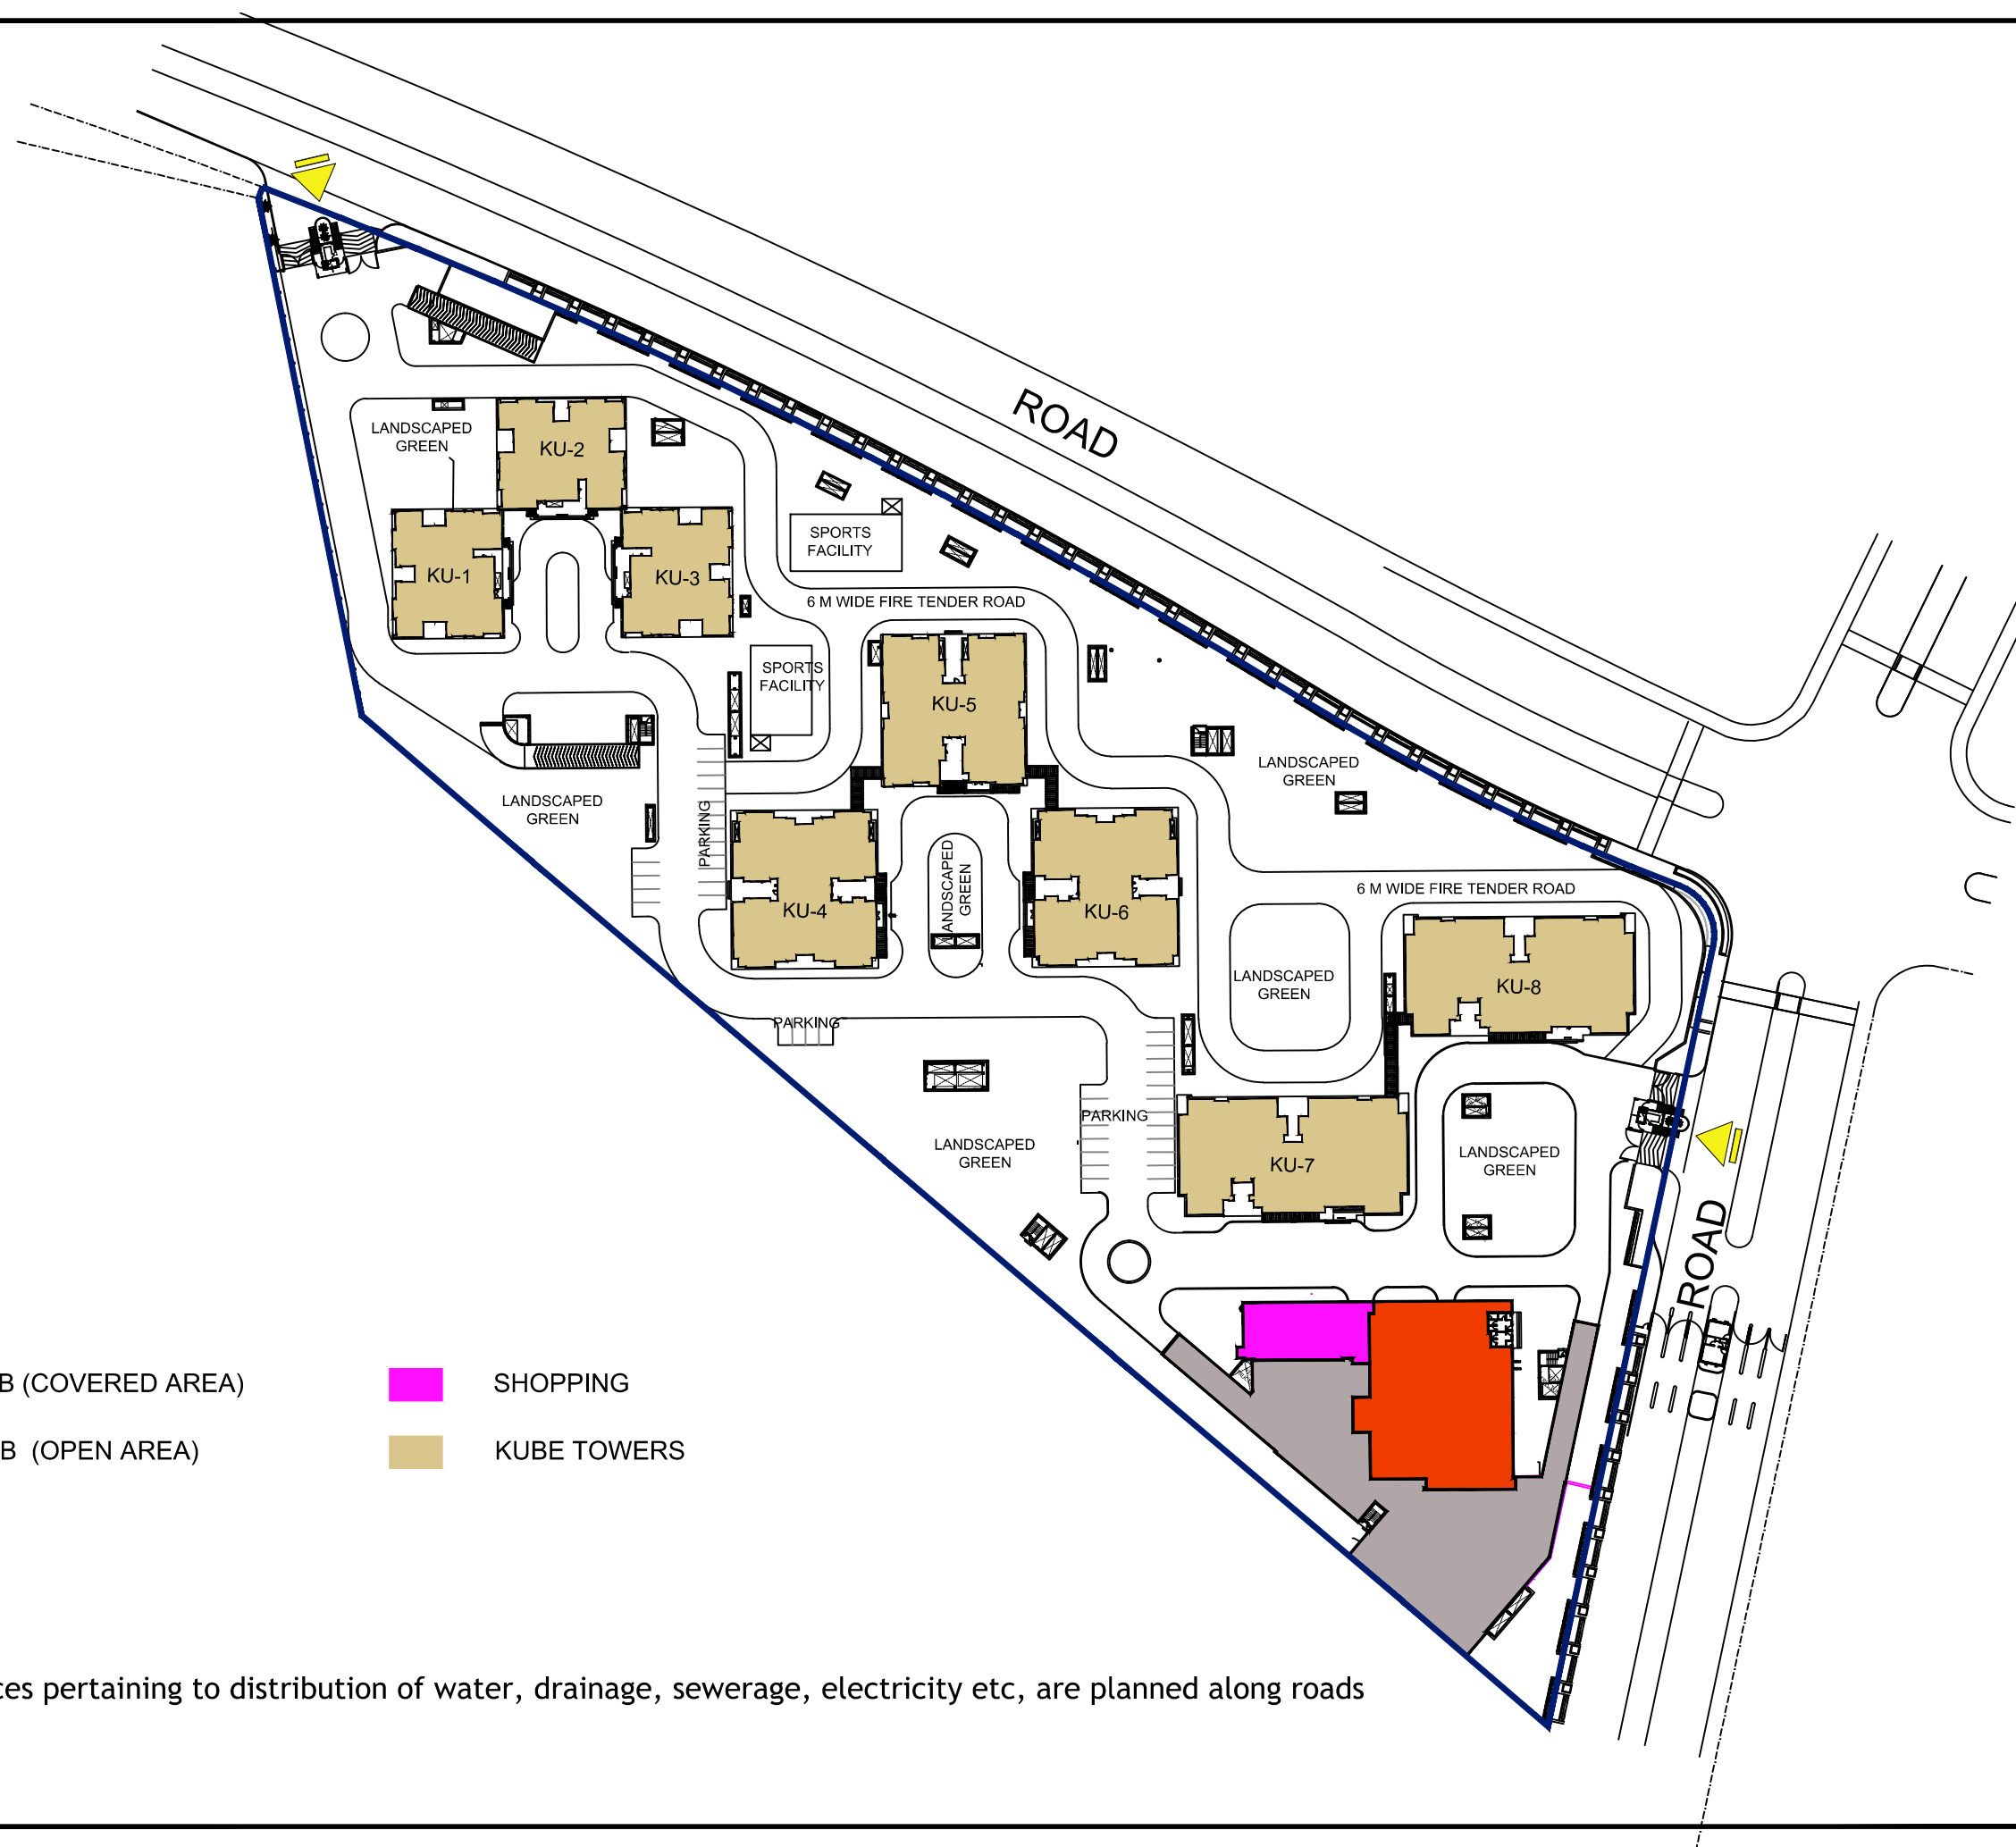 ROAD
LANDSCAPED
GREEN
KU-2
SPORTS
FACILITY
KU-1
KU-3
6 M WIDE FIRE TENDER ROAD
SPORTS
FACILITY
KU-5
LANDSCAPED
GREEN
LANDSCAPED
GREEN
PARKING
LANDSCAPED
GREEN
6 M WIDE FIRE TENDER ROAD
KU-4
KU-6
LANDSCAPED
GREEN
KU-8
PARKING
PARKING
LANDSCAPED
GREEN
LANDSCAPED
GREEN
KU-7
ROAD
B (COVERED AREA)
SHOPPING
B (OPEN AREA)
KUBE TOWERS
ces pertaining to distribution of water, drainage, sewerage, electricity etc, are planned along roads